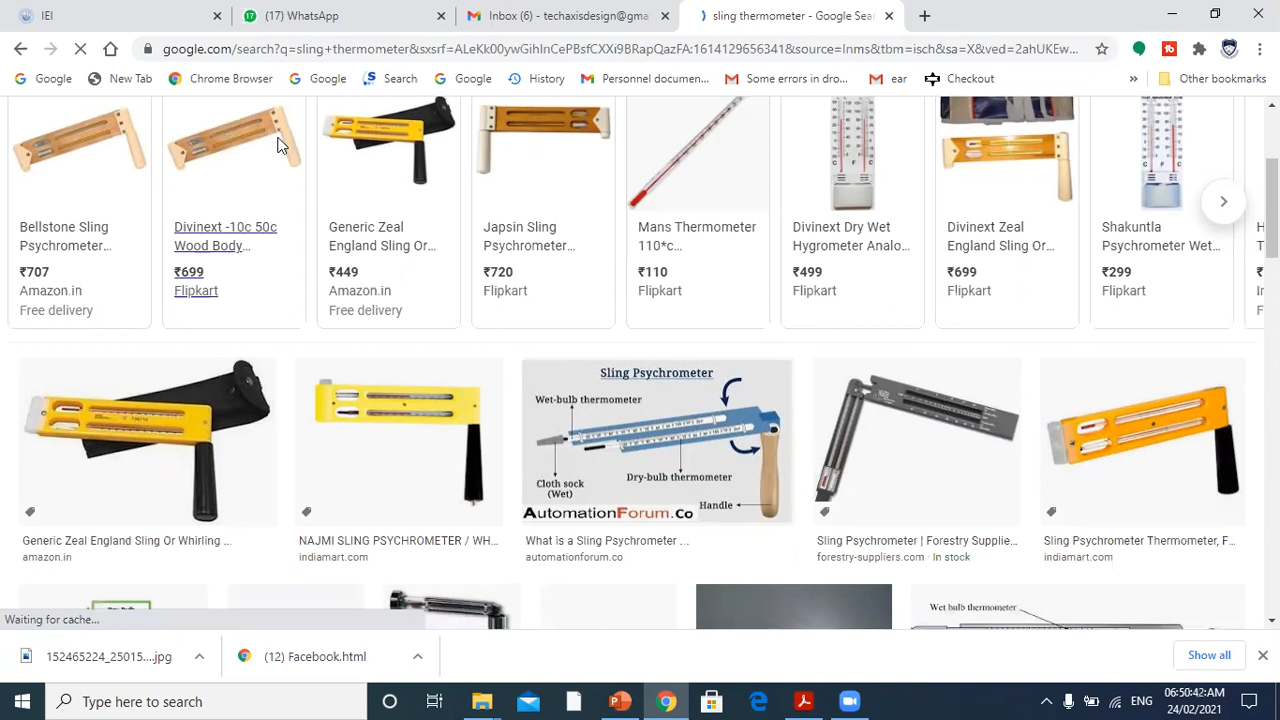 IEI
(17) WhatsApp
Inbox (6) - techaxisdesign@gma
sling thermometer - Google Sear
google.com/search?q=sling+thermometer&sxsrf=ALeKk00ywGihInCePBsfCXXi9BRapQazFA:1614129656341&source=lnms&tbm=isch&sa=X&ved=2ahUKEw...
Google
New Tab
Chrome Browser
Google
Search
Google
History
Personnel documen...
Some errors in dro...
ear
Checkout
»
Other bookmarks
Bellstone Sling
Psychrometer...
₹707
Amazon.in
Free delivery
Divinext -10c 50c
Wood Body...
₹699
Flipkart
Generic Zeal
England Sling Or...
₹449
Amazon.in
Free delivery
Japsin Sling
Psychrometer...
₹720
Flipkart
Mans Thermometer
110*c...
₹110
Flipkart
C F
Divinext Dry Wet
Hygrometer Analo...
₹499
Flipkart
Divinext Zeal
England Sling Or...
₹699
Flipkart
C F
Shakuntla
Psychrometer Wet...
₹299
Flipkart
Generic Zeal England Sling Or Whirling ...
amazon.in
NAJMI SLING PSYCHROMETER / WH...
indiamart.com
Sling Psychrometer
Wet-bulb thermometer
Cloth sock
(Wet)
Dry-bulb thermometer
Handle
AutomationForum.Co
What is a Sling Psychrometer ...
automationforum.co
Sling Psychrometer | Forestry Supplie...
forestry-suppliers.com · In stock
Sling Psychrometer Thermometer, F...
indiamart.com
Wet bulb thermometer
Waiting for cache...
152465224_25015....jpg
(12) Facebook.html
Show all
Type here to search
ENG
06:50:42AM
24/02/2021